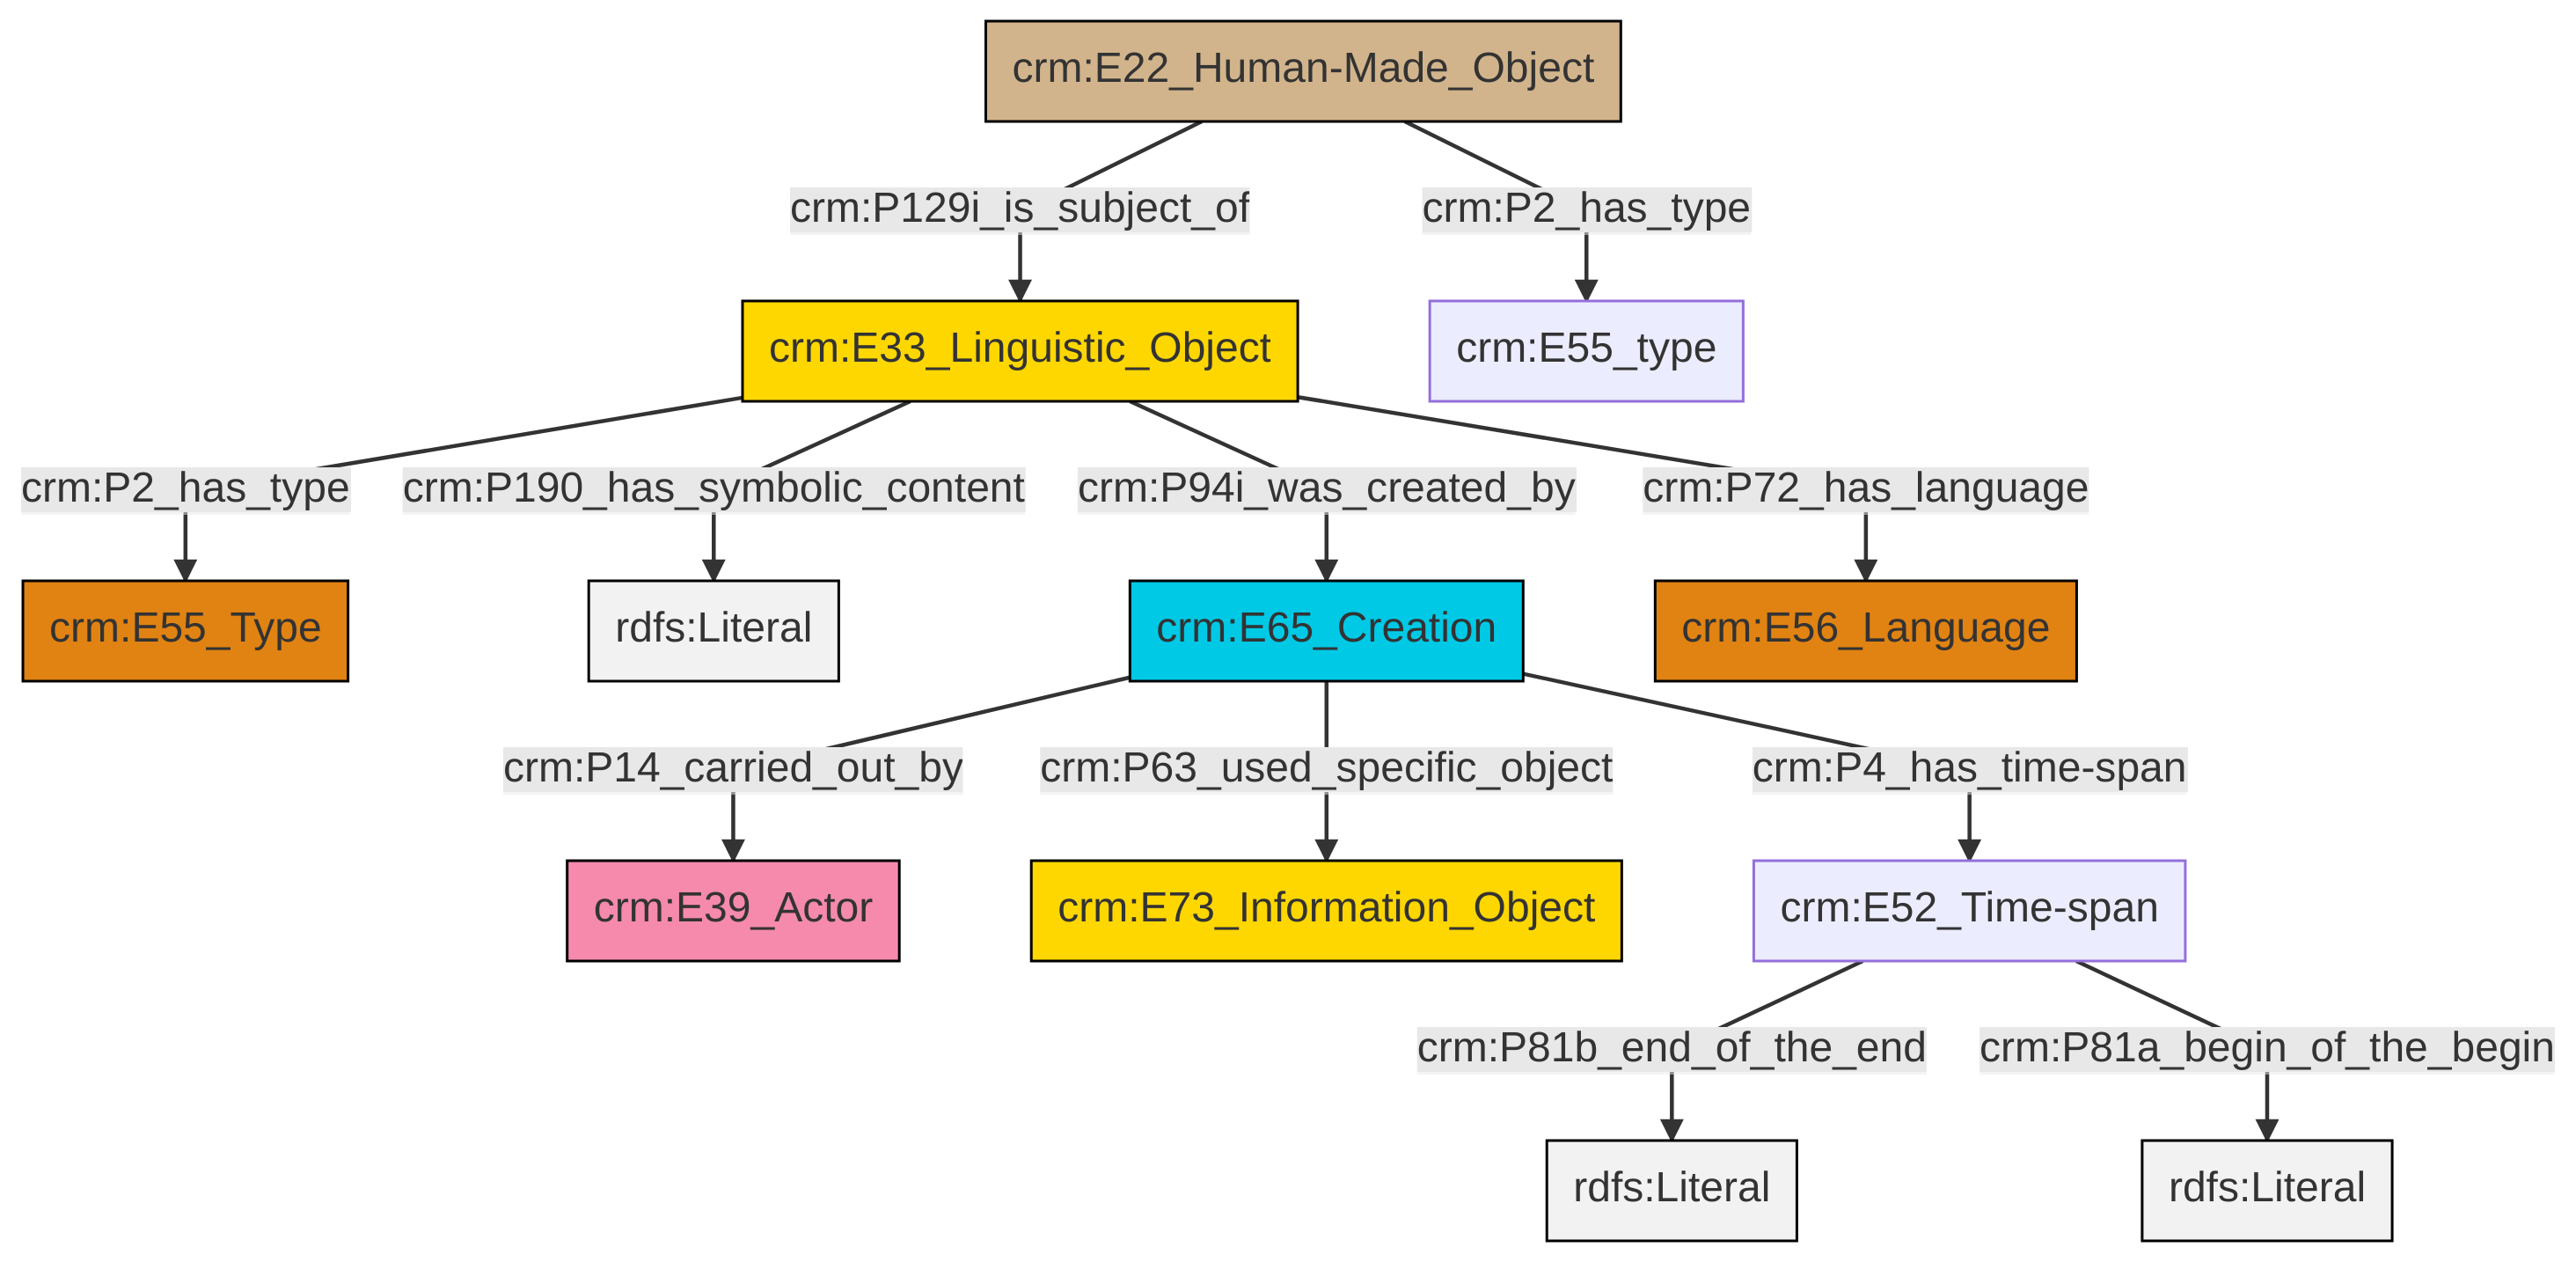 crm:E22_Human-Made_Object
crm:P129i_is_subject_of
crm:P2_has_type
crm:E33_Linguistic_Object
crm:E55_type
crm:P2_has_type
crm:P190_has_symbolic_content
crm:P94i_was_created_by
crm:P72_has_language
crm:E55_Type
rdfs:Literal
crm:E65_Creation
crm:E56_Language
crm:P14_carried_out_by
crm:P63_used_specific_object
crm:P4_has_time-span
crm:E39_Actor
crm:E73_Information_Object
crm:E52_Time-span
crm:P81b_end_of_the_end
crm:P81a_begin_of_the_begin
rdfs:Literal
rdfs:Literal